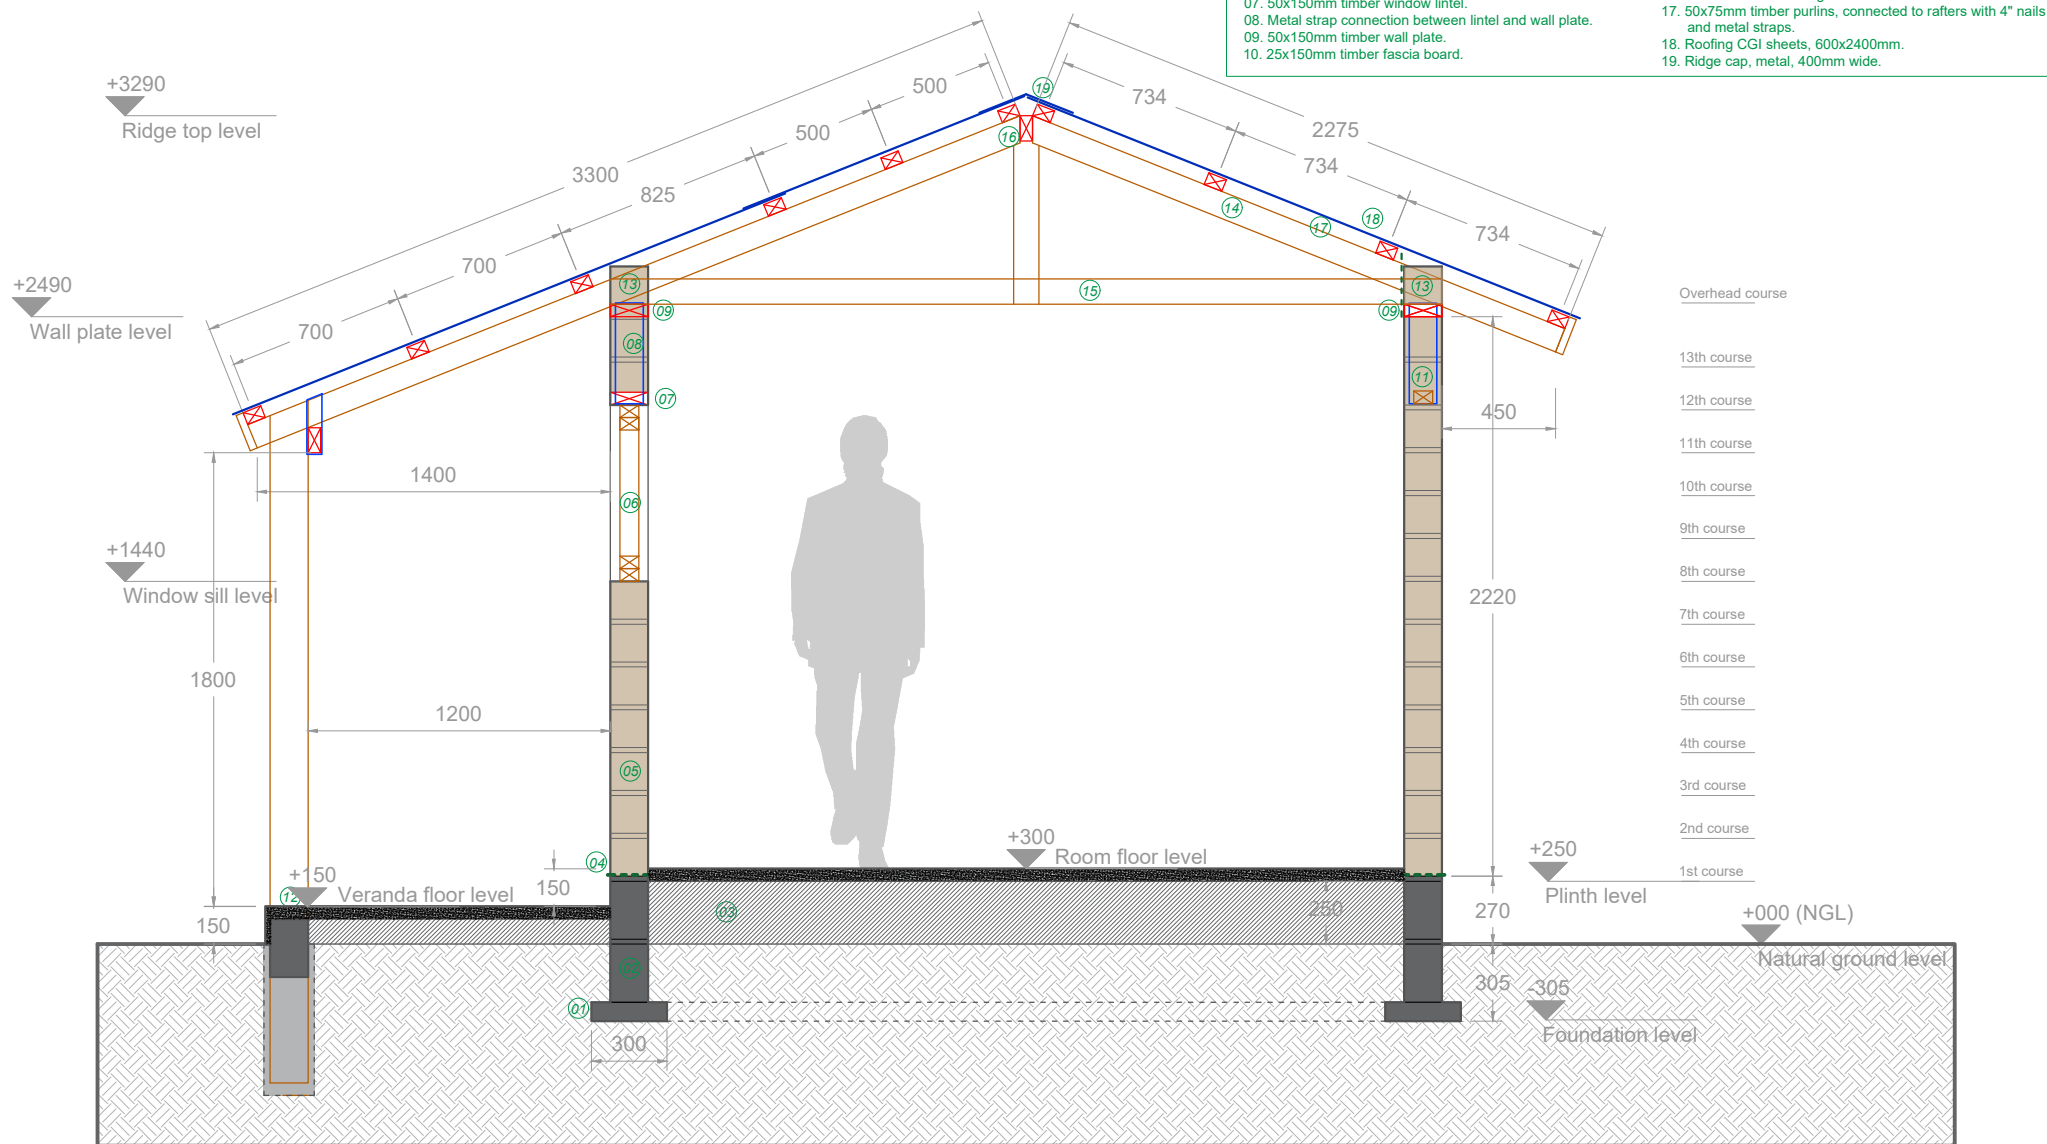 07. 50x150mm timber window lintel.
08. Metal strap connection between lintel and wall plate.
09. 50x150mm timber wall plate.
10. 25x150mm timber fascia board.
17. 50x75mm timber purlins, connected to rafters with 4" nails
and metal straps.
18. Roofing CGI sheets, 600x2400mm.
19. Ridge cap, metal, 400mm wide.
+3290
Ridge top level
500
19
734
2275
500
16
734
3300
825
14
18
17
734
700
+2490
Wall plate level
700
13
15
13
09
09
08
07
11
450
1400
06
+1440
Window sill level
2220
1800
1200
05
Overhead course
13th course
12th course
11th course
10th course
9th course
8th course
7th course
6th course
5th course
4th course
3rd course
2nd course
1st course
+300
Room floor level
04
+250
Plinth level
+150
Veranda floor level
12
150
150
03
250
270
+000 (NGL)
Natural ground level
02
01
305
-305
Foundation level
300